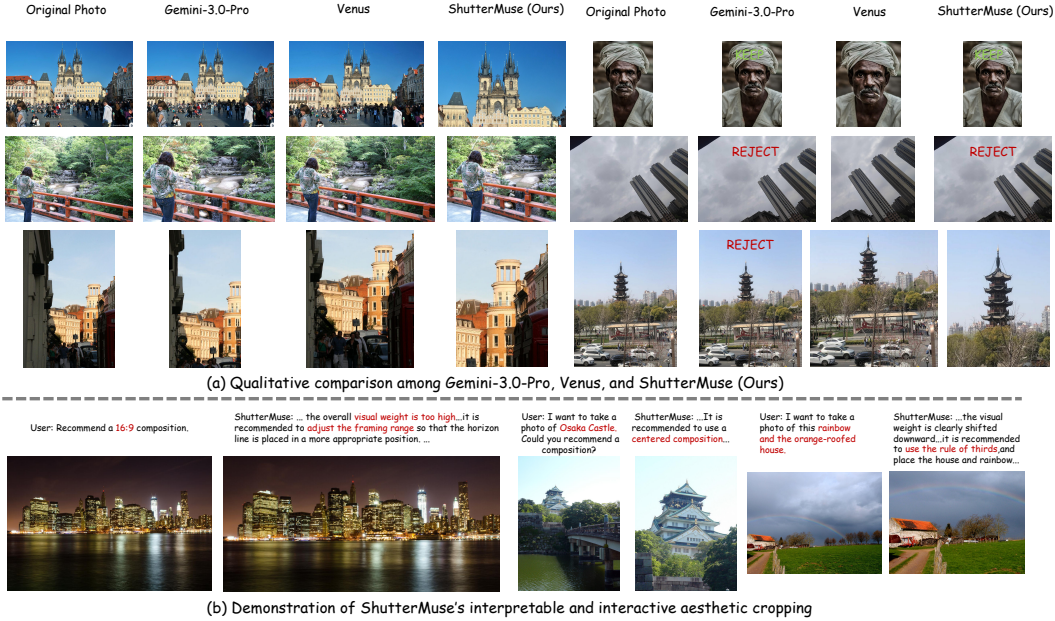 Original Photo Gemini-3.0-Pro Venus ShutterMuse (Ours) Original Photo Gemini-3.0-Pro Venus ShutterMuse (Ours)
KEEP KEEP
REJECT REJECT
REJECT
(a) Qualitative comparison among Gemini-3.0-Pro, Venus, and ShutterMuse (Ours)
User: Recommend a 16:9 composition.
ShutterMuse: ... the overall visual weight is too high...it is
recommended to adjust the framing range so that the horizon
line is placed in a more appropriate position. ...
User: I want to take a
photo of Osaka Castle.
Could you recommend a
composition?
ShutterMuse: ...It is
recommended to use a
centered composition...
User: I want to take a
photo of this rainbow
and the orange-roofed
house.
ShutterMuse: ...the visual
weight is clearly shifted
downward...it is recommended
to use the rule of thirds,and
place the house and rainbow...
(b) Demonstration of ShutterMuse's interpretable and interactive aesthetic cropping